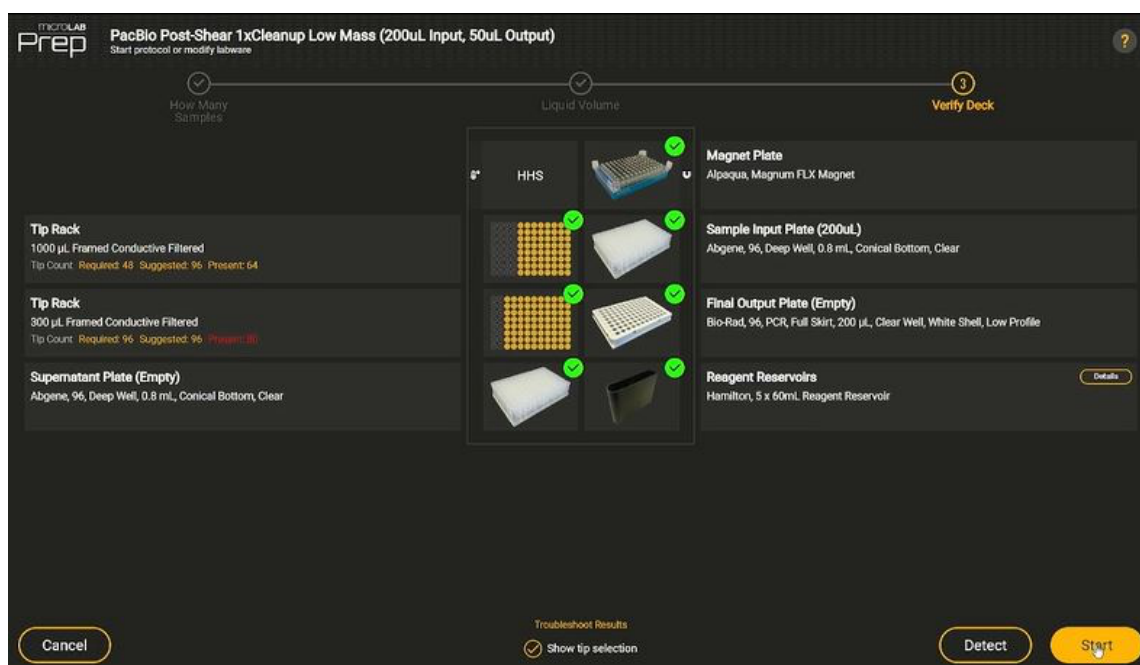 microLAB
Prep
PacBio Post-Shear 1xCleanup Low Mass (200uL Input, 50uL Output)
Start protocol or modify labware
?
How Many
Samples
Liquid Volume
3
Verify Deck
HHS
Magnet Plate
Alpaqua, Magnum FLX Magnet
Tip Rack
1000 µL Framed Conductive Filtered
Tip Count Required: 48 Suggested: 96 Present: 64
Sample Input Plate (200uL)
Abgene, 96, Deep Well, 0.8 mL, Conical Bottom, Clear
Tip Rack
300 µL Framed Conductive Filtered
Tip Count Required: 96 Suggested: 96 Present: 80
Final Output Plate (Empty)
Bio-Rad, 96, PCR, Full Skirt, 200 µL, Clear Well, White Shell, Low Profile
Supernatant Plate (Empty)
Abgene, 96, Deep Well, 0.8 mL, Conical Bottom, Clear
Reagent Reservoirs
Hamilton, 5 x 60mL Reagent Reservoir
Details
Troubleshoot Results
Cancel
Show tip selection
Detect
Start